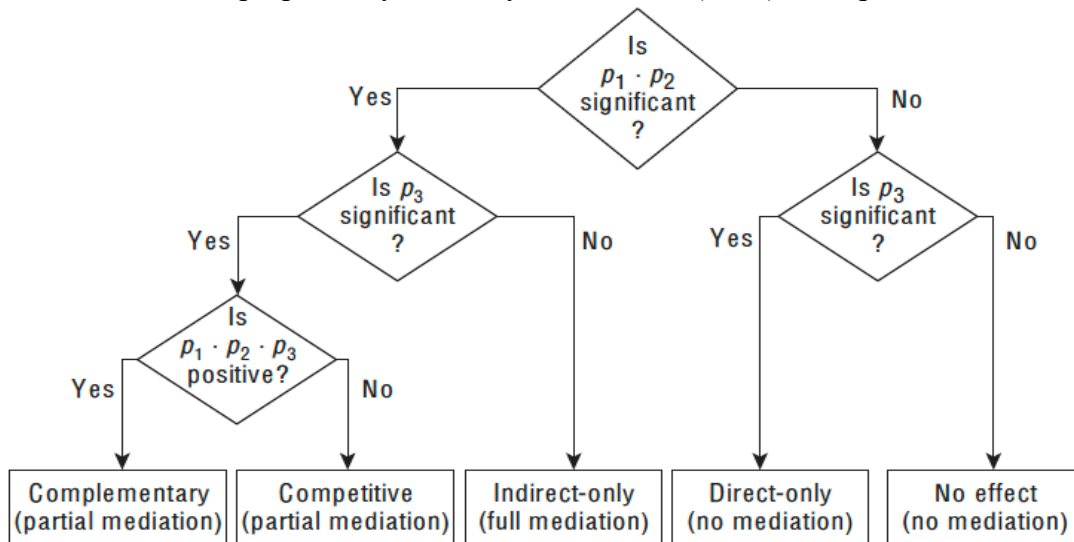 Is
p₁ · p₂
significant
?
Yes
No
Is p₃
significant
?
Is p₃
significant
?
Yes
No
Yes
No
Is
p₁ · p₂ · p₃
positive?
Yes
No
Complementary
(partial mediation)
Competitive
(partial mediation)
Indirect-only
(full mediation)
Direct-only
(no mediation)
No effect
(no mediation)